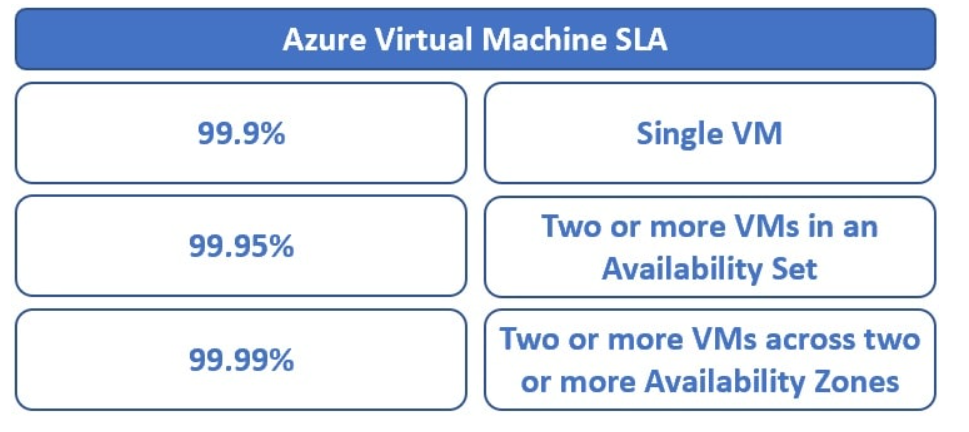 Azure Virtual Machine SLA
99.9%
Single VM
99.95%
Two or more VMs in an
Availability Set
99.99%
Two or more VMs across two
or more Availability Zones